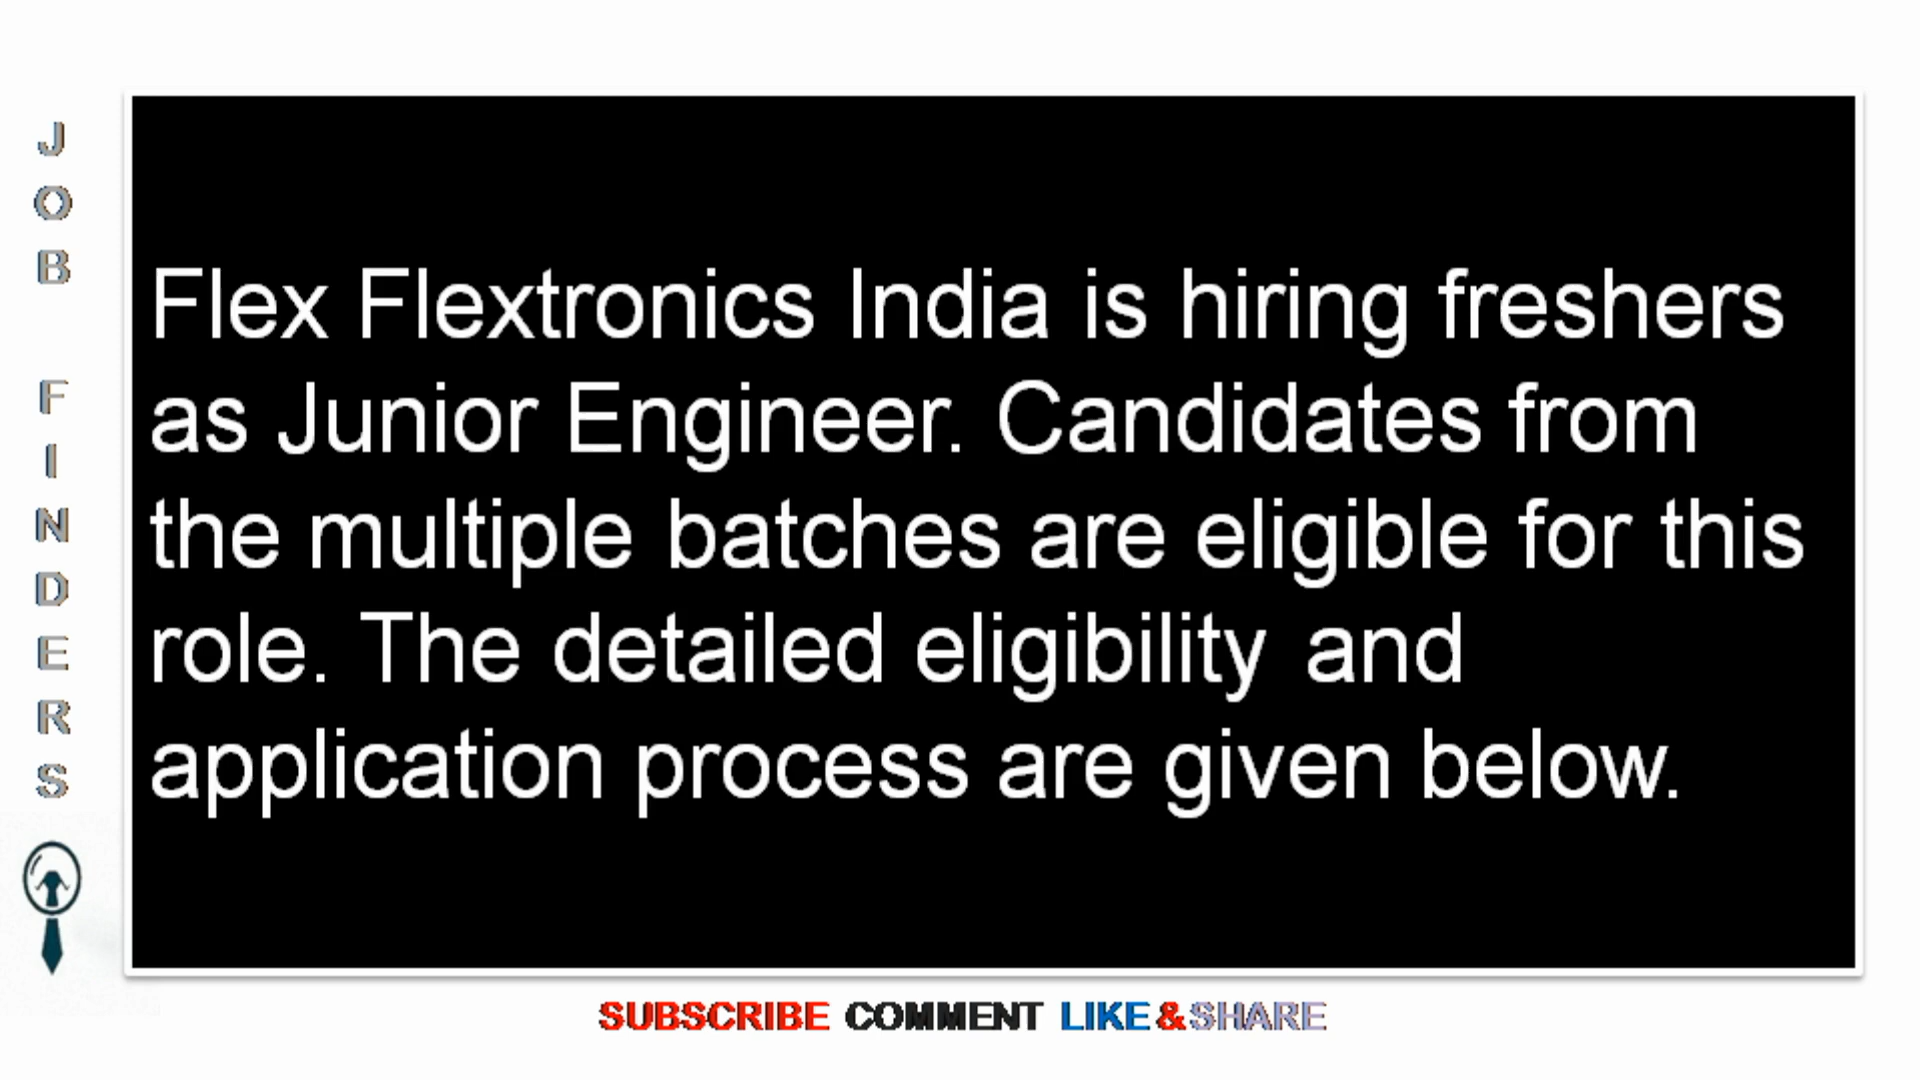 JOB FINDERS
Flex Flextronics India is hiring freshers
as Junior Engineer. Candidates from
the multiple batches are eligible for this
role. The detailed eligibility and
application process are given below.
SUBSCRIBE COMMENT LIKE & SHARE